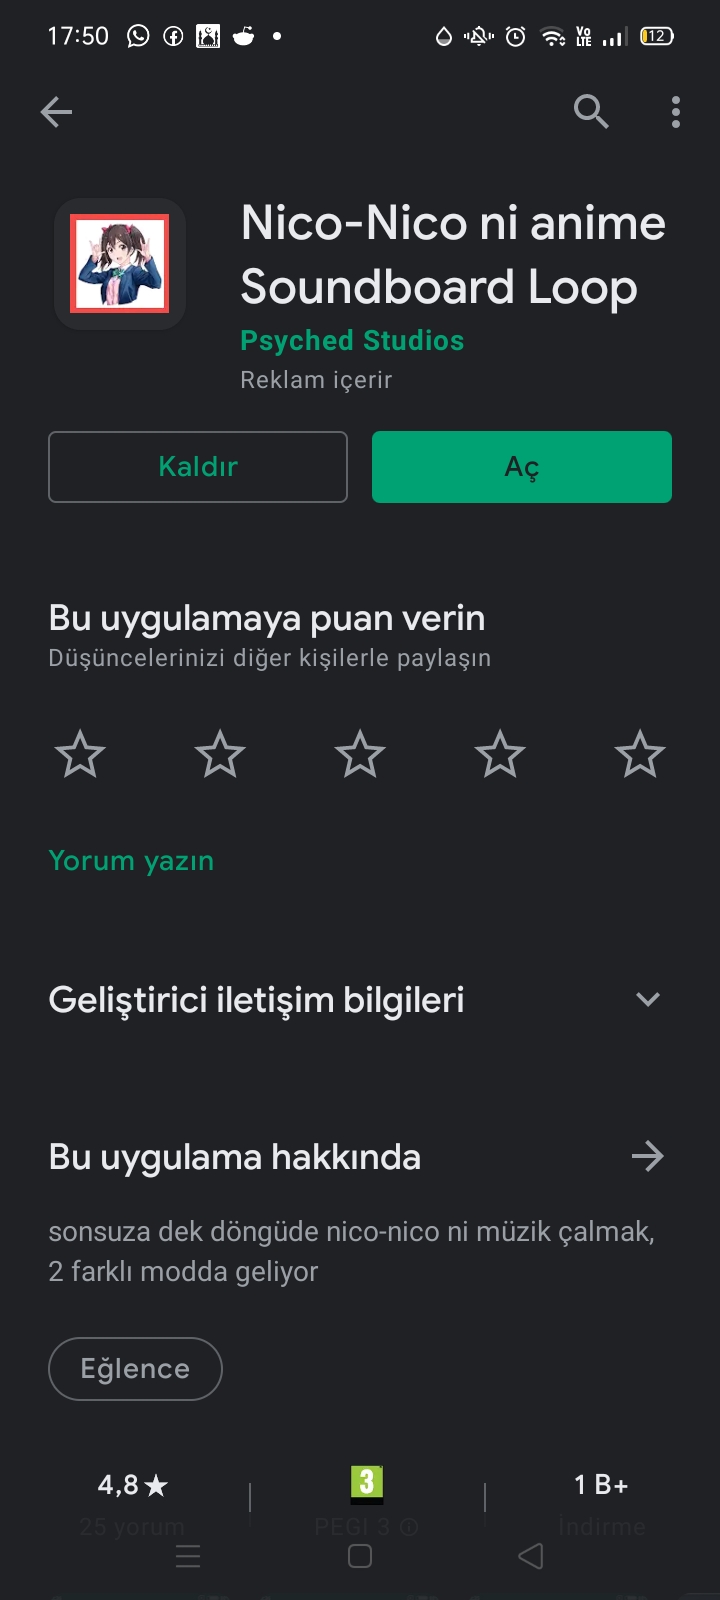 17:50
Vo
LTE
12
Nico-Nico ni anime
Soundboard Loop
Psyched Studios
Reklam içerir
Kaldır
Aç
Bu uygulamaya puan verin
Düşüncelerinizi diğer kişilerle paylaşın
Yorum yazın
Geliştirici iletişim bilgileri
Bu uygulama hakkında
sonsuza dek döngüde nico-nico ni müzik çalmak,
2 farklı modda geliyor
Eğlence
4,8★
3
1 B+
25 yorum
PEGI 3
İndirme